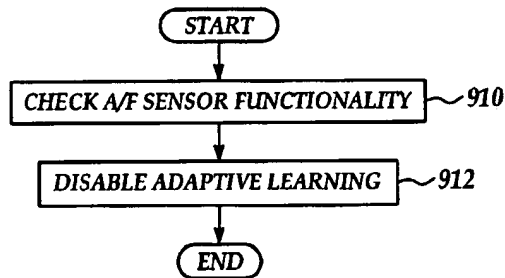 START
CHECK A/F SENSOR FUNCTIONALITY 910
DISABLE ADAPTIVE LEARNING 912
END